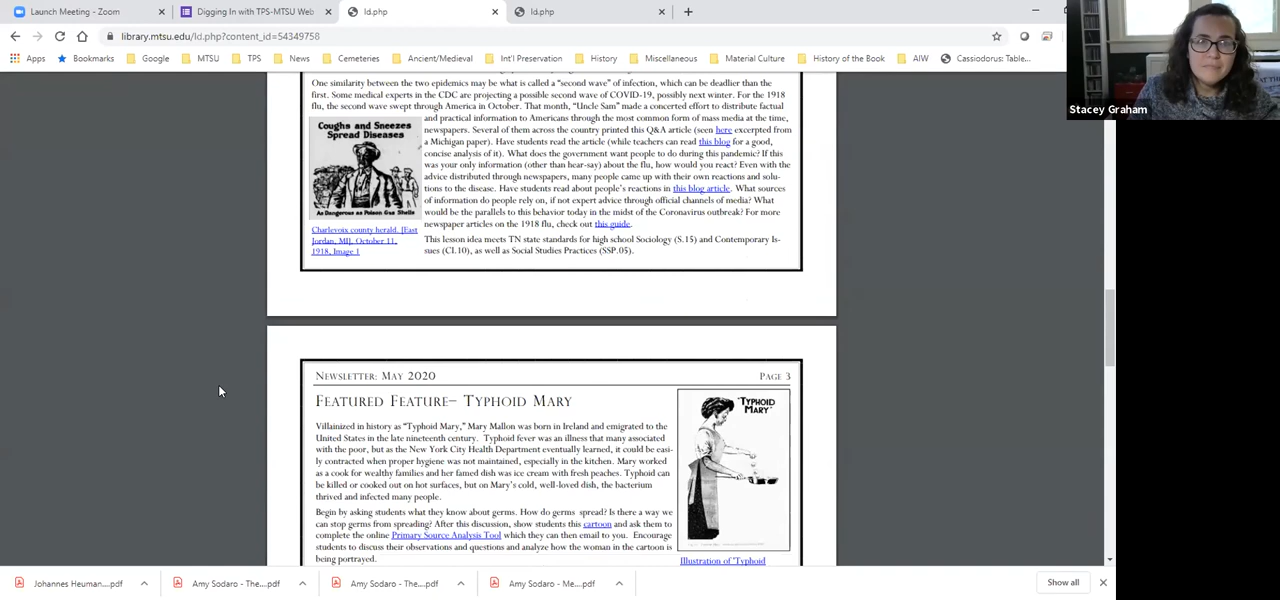 Launch Meeting - Zoom
Digging In with TPS-MTSU Web
ld.php
ld.php
library.mtsu.edu/ld.php?content_id=54349758
Apps
Bookmarks
Google
MTSU
TPS
News
Cemeteries
Ancient/Medieval
Int'l Preservation
History
Miscellaneous
Material Culture
History of the Book
AIW
Cassiodorus: Table...
Stacey Graham
One similarity between the two epidemics may be what is called a "second wave" of infection, which can be deadlier than the
first. Some medical experts in the CDC are projecting a possible second wave of COVID-19, possibly next winter. For the 1918
flu, the second wave swept through America in October. That month, "Uncle Sam" made a concerted effort to distribute factual
and practical information to Americans through the most common form of mass media at the time,
newspapers. Several of them across the country printed this Q&A article (seen here excerpted from
a Michigan paper). Have students read the article (while teachers can read this blog for a good,
concise analysis of it). What does the government want people to do during this pandemic? If this
was your only information (other than hear-say) about the flu, how would you react? Even with the
advice distributed through newspapers, many people came up with their own reactions and solu-
tions to the disease. Have students read about people's reactions in this blog article. What sources
of information do people rely on, if not expert advice through official channels of media? What
would be the parallels to this behavior today in the midst of the Coronavirus outbreak? For more
newspaper articles on the 1918 flu, check out this guide.
This lesson idea meets TN state standards for high school Sociology (S.15) and Contemporary Is-
sues (CI.10), as well as Social Studies Practices (SSP.05).
Coughs and Sneezes
Spread Diseases
As Dangerous as Poison Gas Shells
Charlevoix county herald. [East
Jordan, MI], October 11,
1918, Image 1
NEWSLETTER: MAY 2020
PAGE 3
FEATURED FEATURE– TYPHOID MARY
Villainized in history as "Typhoid Mary," Mary Mallon was born in Ireland and emigrated to the
United States in the late nineteenth century. Typhoid fever was an illness that many associated
with the poor, but as the New York City Health Department eventually learned, it could be easi-
ly contracted when proper hygiene was not maintained, especially in the kitchen. Mary worked
as a cook for wealthy families and her famed dish was ice cream with fresh peaches. Typhoid can
be killed or cooked out on hot surfaces, but on Mary's cold, well-loved dish, the bacterium
thrived and infected many people.
Begin by asking students what they know about germs. How do germs spread? Is there a way we
can stop germs from spreading? After this discussion, show students this cartoon and ask them to
complete the online Primary Source Analysis Tool which they can then email to you. Encourage
students to discuss their observations and questions and analyze how the woman in the cartoon is
being portrayed.
"TYPHOID
MARY"
Illustration of 'Typhoid
Johannes Heuman....pdf
Amy Sodaro - The....pdf
Amy Sodaro - The....pdf
Amy Sodaro - Me....pdf
Show all